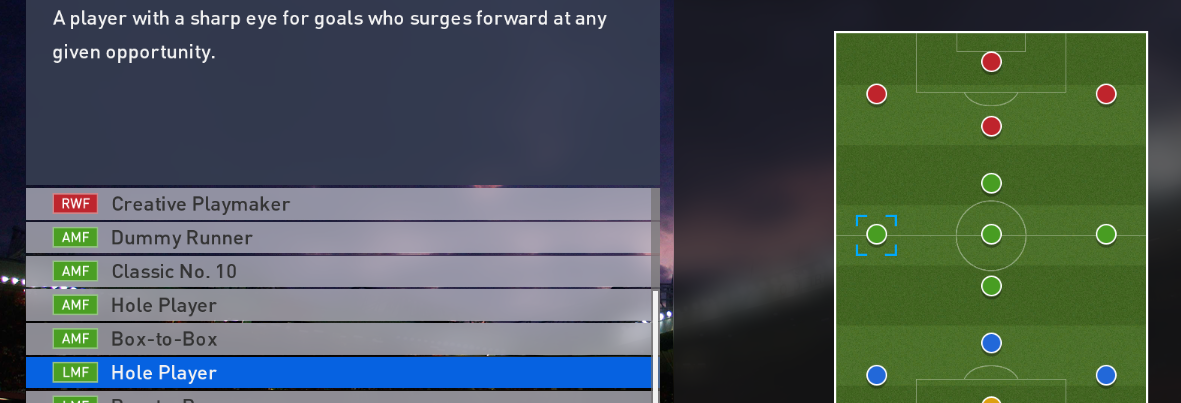 A player with a sharp eye for goals who surges forward at any
given opportunity.
RWF Creative Playmaker
AMF Dummy Runner
AMF Classic No. 10
AMF Hole Player
AMF Box-to-Box
LMF Hole Player